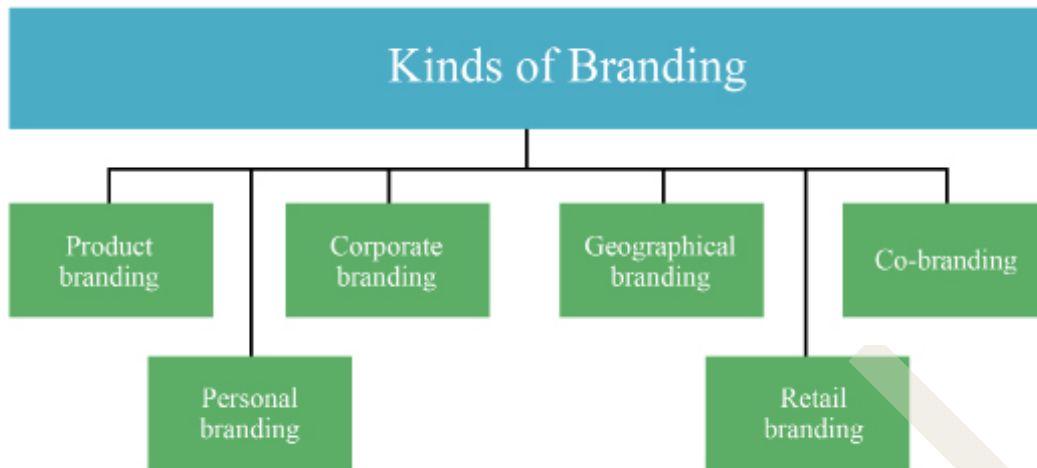 Kinds of Branding
Product
branding
Corporate
branding
Geographical
branding
Co-branding
Personal
branding
Retail
branding